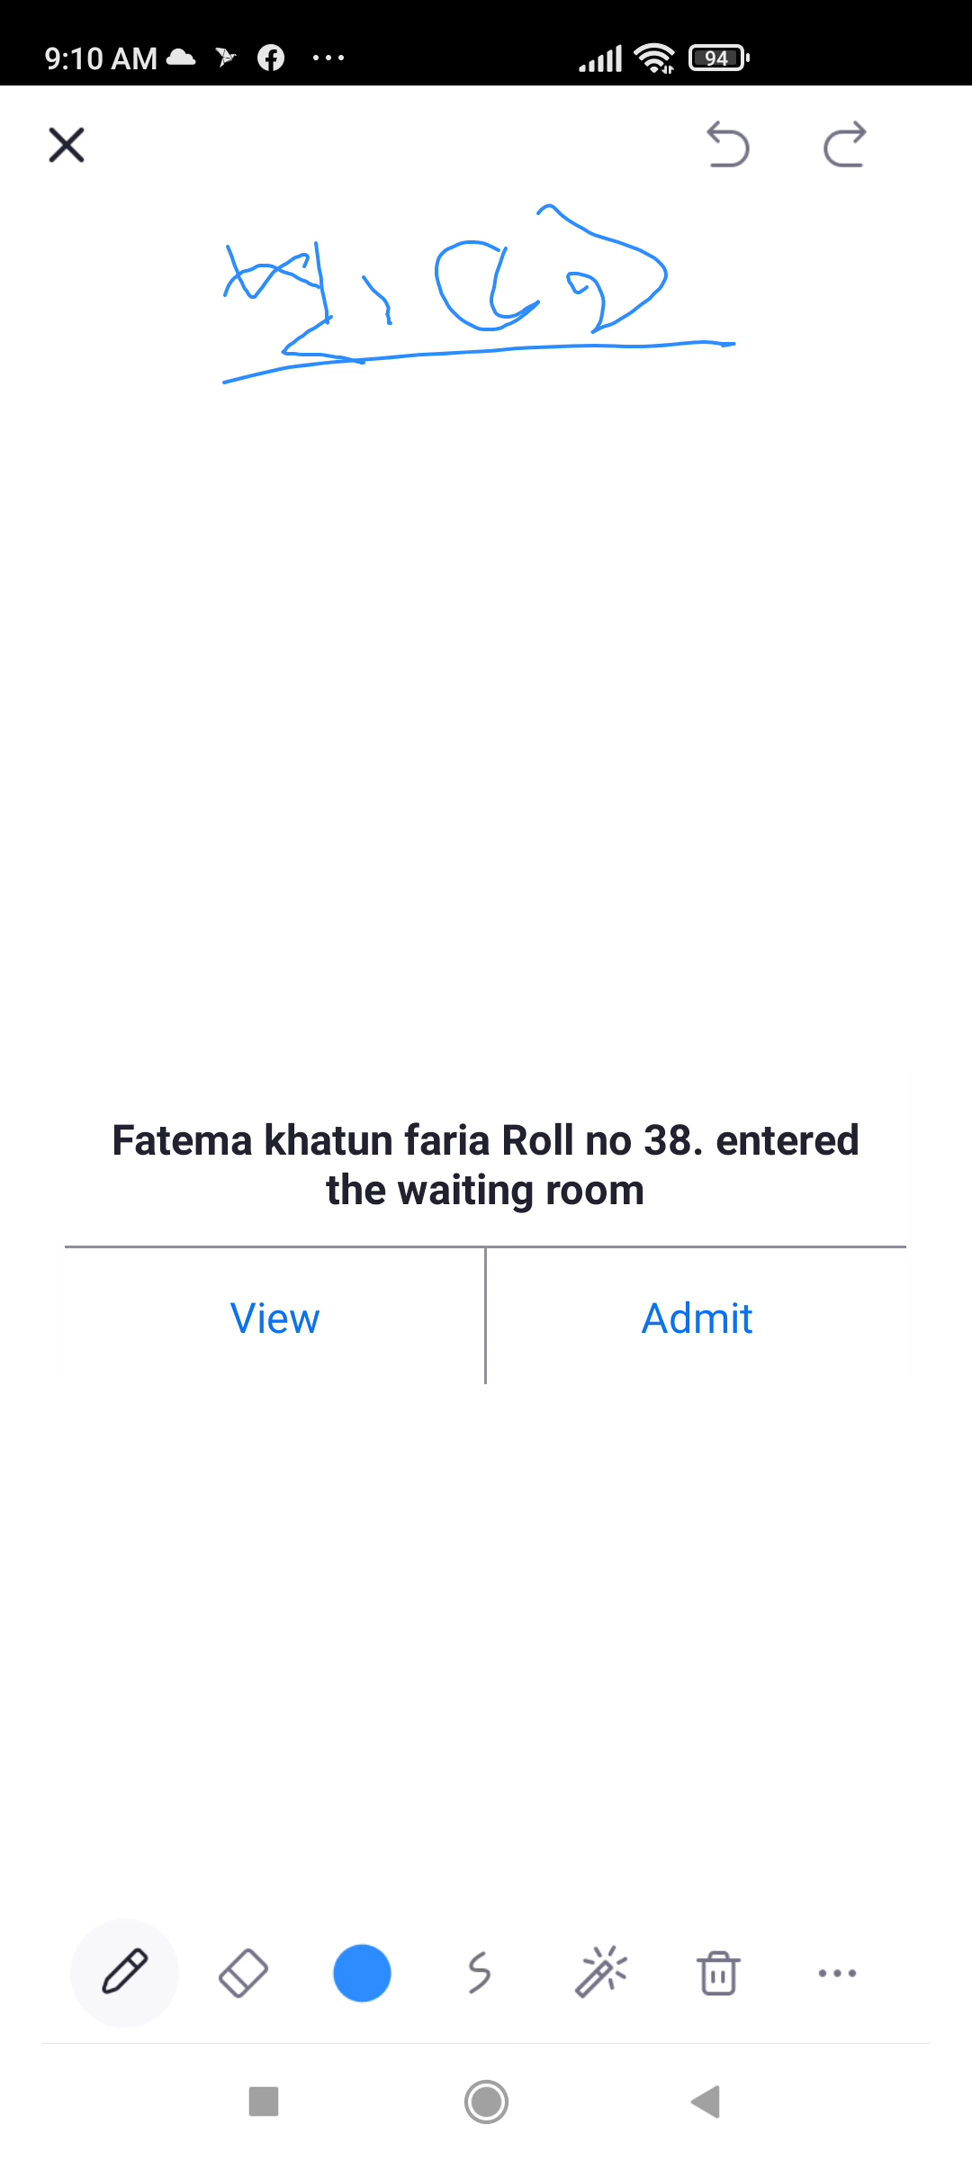 9:10 AM
94
Fatema khatun faria Roll no 38. entered
the waiting room
View
Admit